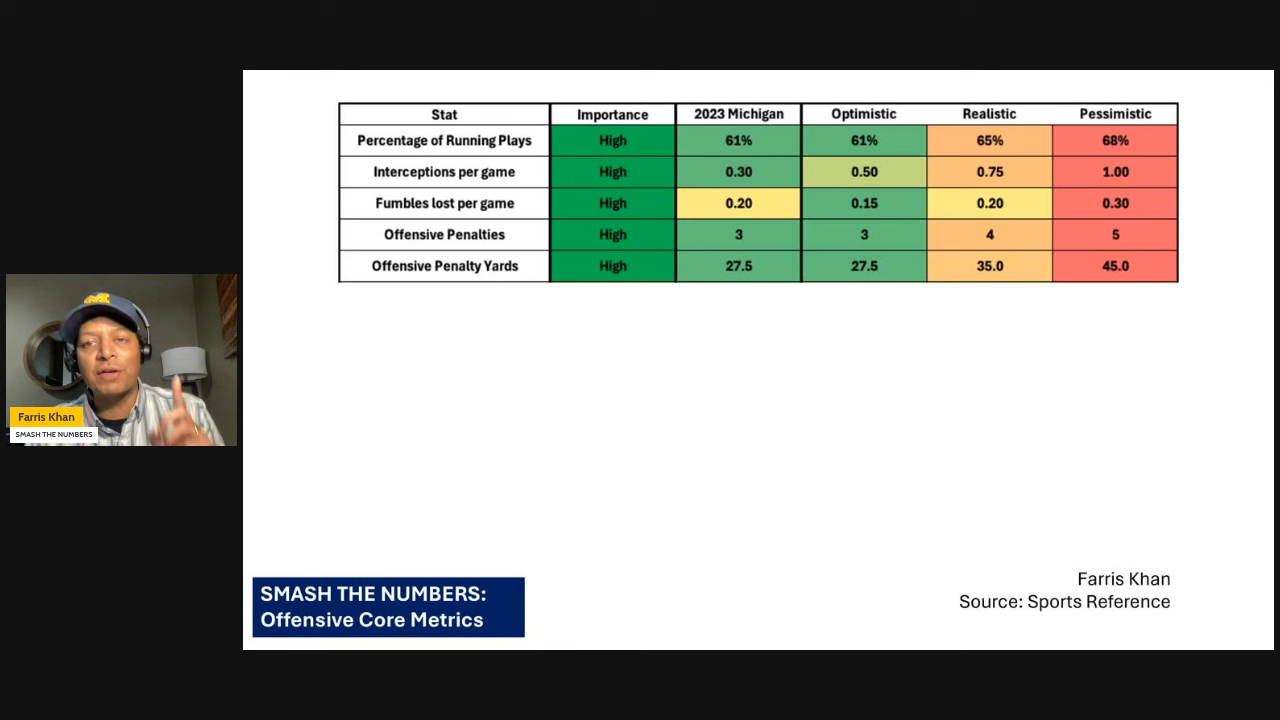 Stat Importance 2023 Michigan Optimistic Realistic Pessimistic
Percentage of Running Plays High 61% 61% 65% 68%
Interceptions per game High 0.30 0.50 0.75 1.00
Fumbles lost per game High 0.20 0.15 0.20 0.30
Offensive Penalties High 3 3 4 5
Offensive Penalty Yards High 27.5 27.5 35.0 45.0
M
Farris Khan
SMASH THE NUMBERS
SMASH THE NUMBERS:
Offensive Core Metrics
Farris Khan
Source: Sports Reference